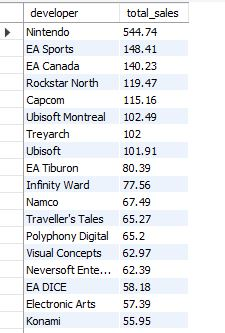 developer total_sales
Nintendo 544.74
EA Sports 148.41
EA Canada 140.23
Rockstar North 119.47
Capcom 115.16
Ubisoft Montreal 102.49
Treyarch 102
Ubisoft 101.91
EA Tiburon 80.39
Infinity Ward 77.56
Namco 67.49
Traveller's Tales 65.27
Polyphony Digital 65.2
Visual Concepts 62.97
Neversoft Ente... 62.39
EA DICE 58.18
Electronic Arts 57.39
Konami 55.95